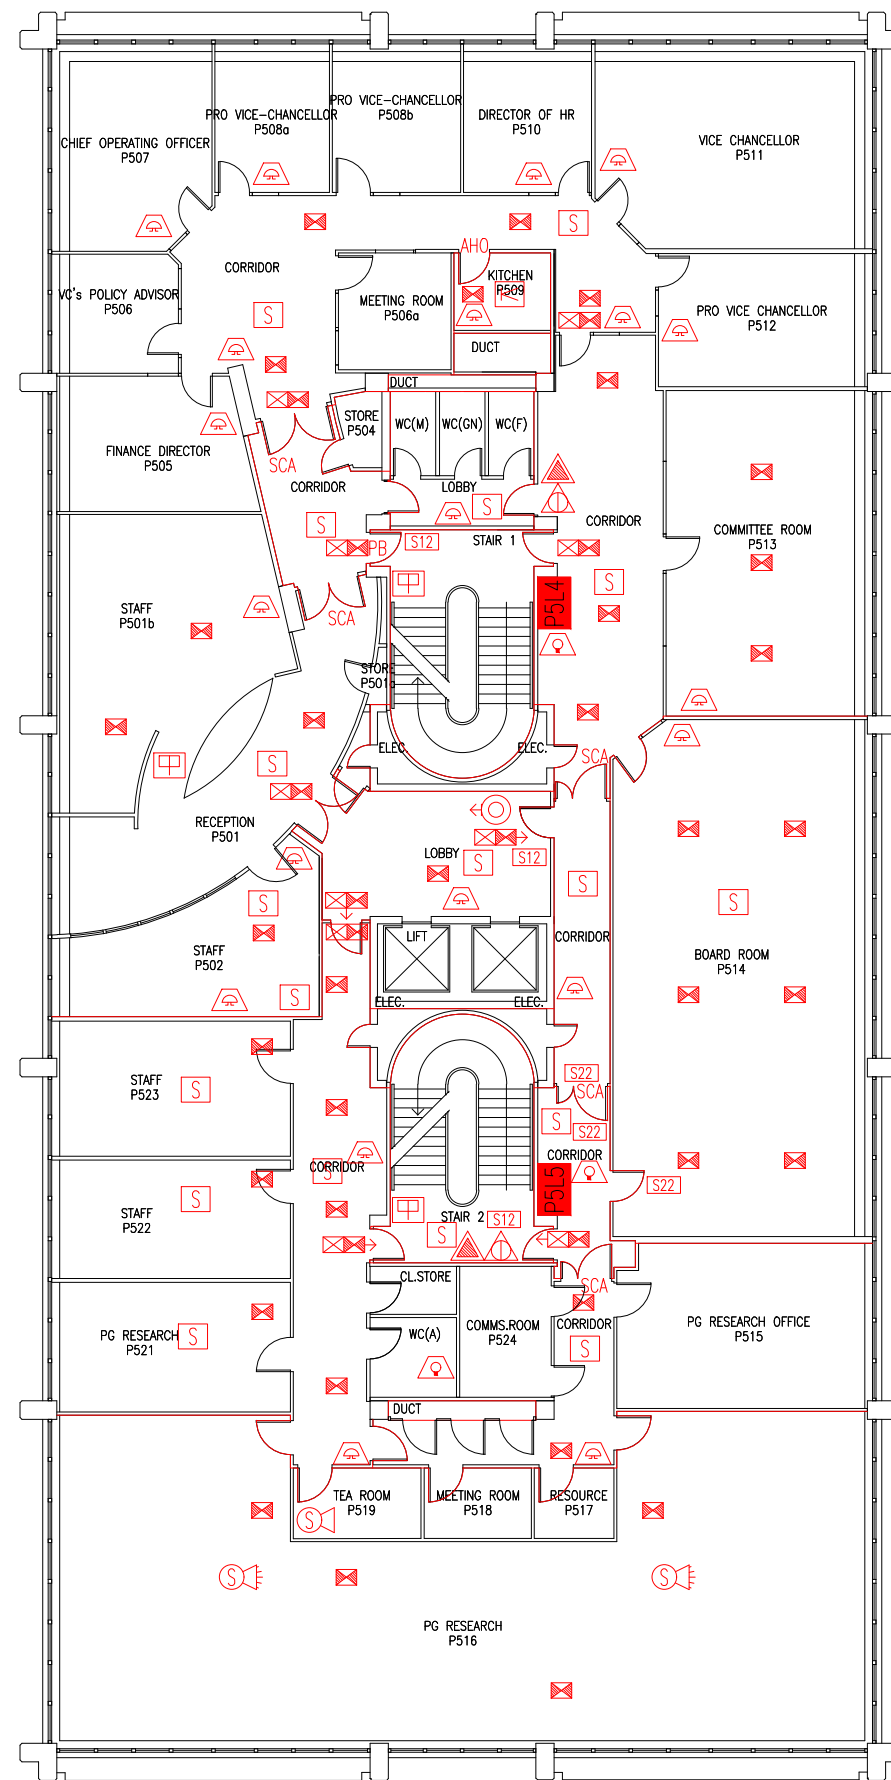 PRO VICE-CHANCELLOR
P508a
PRO VICE-CHANCELLOR
P508b
DIRECTOR OF HR
P510
VICE CHANCELLOR
P511
CHIEF OPERATING OFFICER
P507
S
AHO
CORRIDOR
KITCHEN
P509
VC's POLICY ADVISOR
P506
MEETING ROOM
P506a
PRO VICE CHANCELLOR
P512
S
DUCT
DUCT
STORE
P504
WC(M)
WC(GN)
WC(F)
FINANCE DIRECTOR
P505
SCA
CORRIDOR
LOBBY
S
S
CORRIDOR
COMMITTEE ROOM
P513
PB
S12
STAIR 1
S
P5L4
STAFF
P501b
SCA
STORE
P501a
ELEC.
ELEC.
SCA
S
RECEPTION
P501
LOBBY
S
S12
S
S
S
STAFF
P502
LIFT
CORRIDOR
BOARD ROOM
P514
S
ELEC.
ELEC.
STAFF
P523
S
S22
SCA
S
S22
CORRIDOR
CORRIDOR
S
P5L5
S22
STAFF
P522
S
STAIR 2
S12
S
CL.STORE
SCA
PG RESEARCH
P521
S
WC(A)
COMMS.ROOM
P524
CORRIDOR
S
PG RESEARCH OFFICE
P515
DUCT
TEA ROOM
P519
MEETING ROOM
P518
RESOURCE
P517
S
S
S
PG RESEARCH
P516